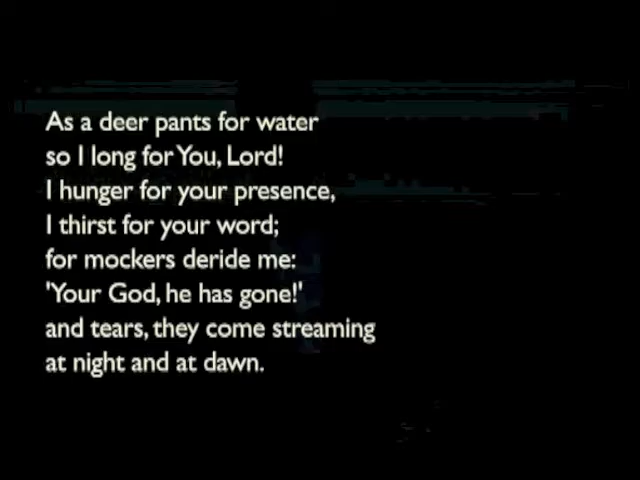 As a deer pants for water
so I long for You, Lord!
I hunger for your presence,
I thirst for your word;
for mockers deride me:
'Your God, he has gone!'
and tears, they come streaming
at night and at dawn.